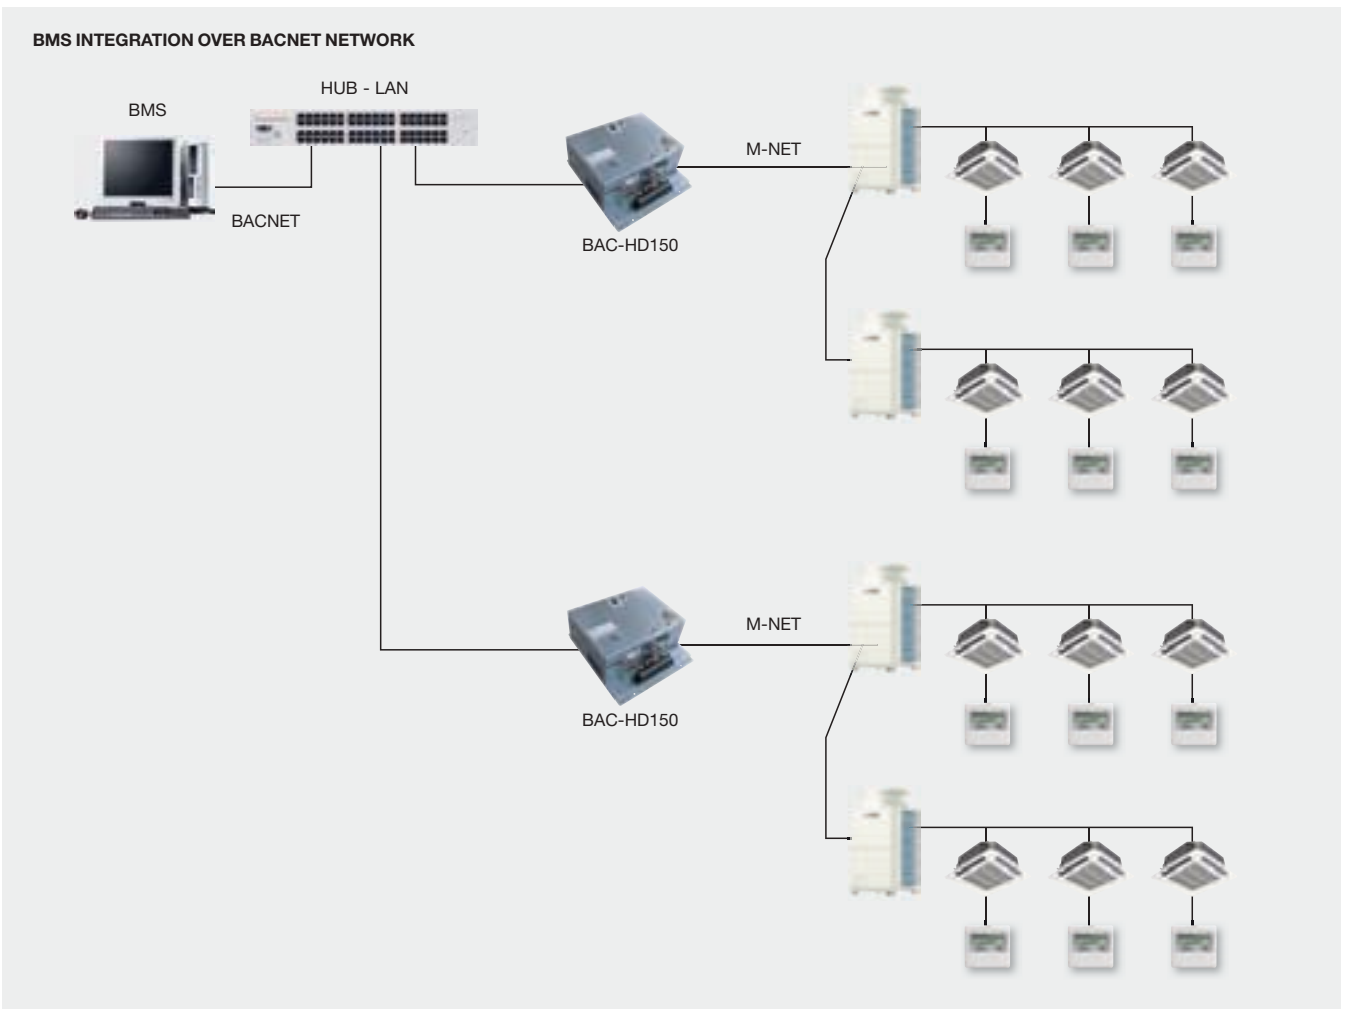 BMS INTEGRATION OVER BACNET NETWORK
HUB - LAN
BMS
BACNET
M-NET
BAC-HD150
M-NET
BAC-HD150